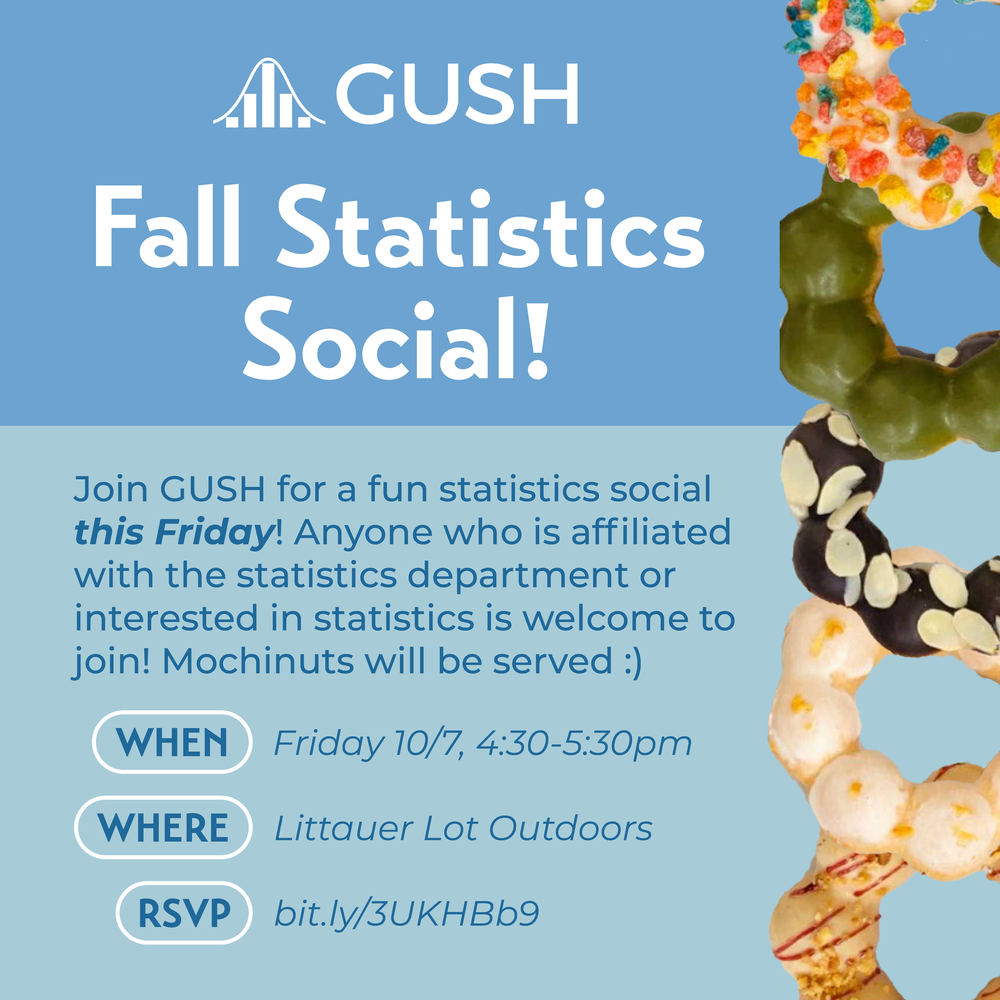 GUSH
Fall Statistics
Social!
Join GUSH for a fun statistics social
this Friday! Anyone who is affiliated
with the statistics department or
interested in statistics is welcome to
join! Mochinuts will be served :)
WHEN Friday 10/7, 4:30-5:30pm
WHERE Littauer Lot Outdoors
RSVP bit.ly/3UKHBb9